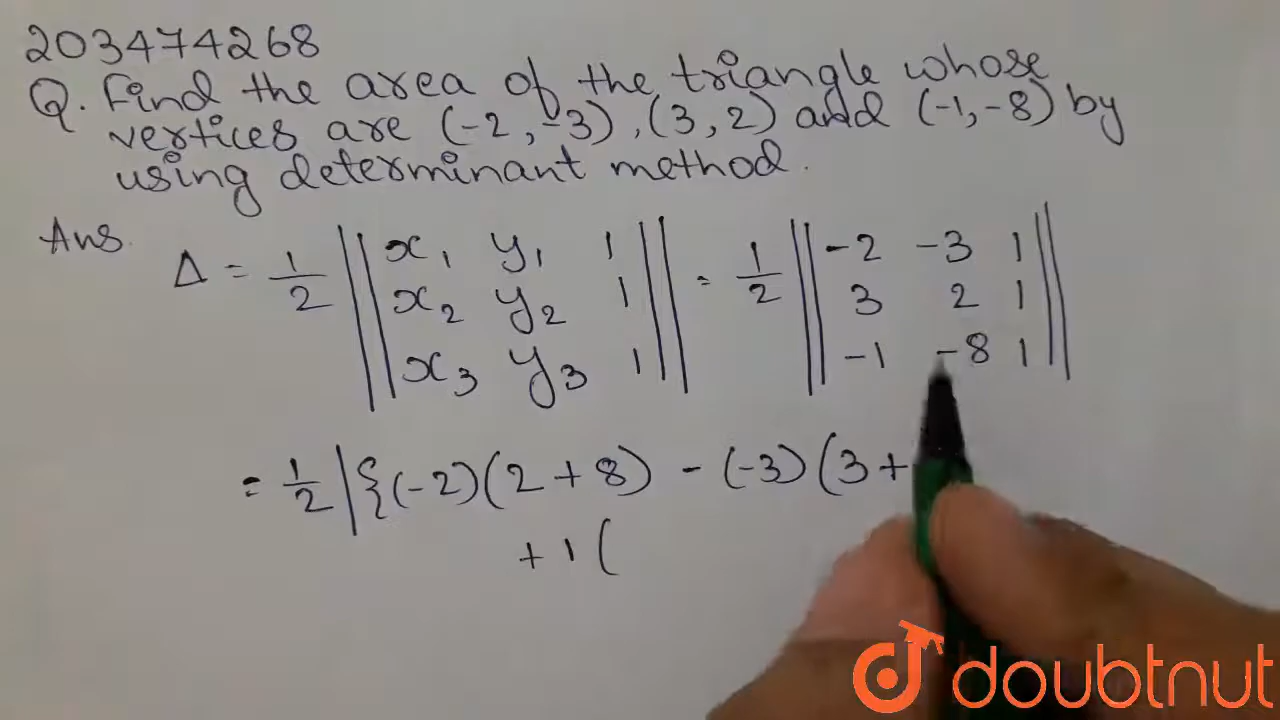 203474268
Q. Find the area of the triangle whose
vertices are (-2, -3), (3, 2) and (-1, -8) by
using determinant method.
Ans.
Δ = 1/2 || x₁ y₁ 1 || = 1/2 || -2 -3 1 ||
x₂ y₂ 1 3 2 1
x₃ y₃ 1 -1 -8 1
= 1/2 | { (-2) (2 + 8) - (-3) (3 +
+ 1 (
doubtnut